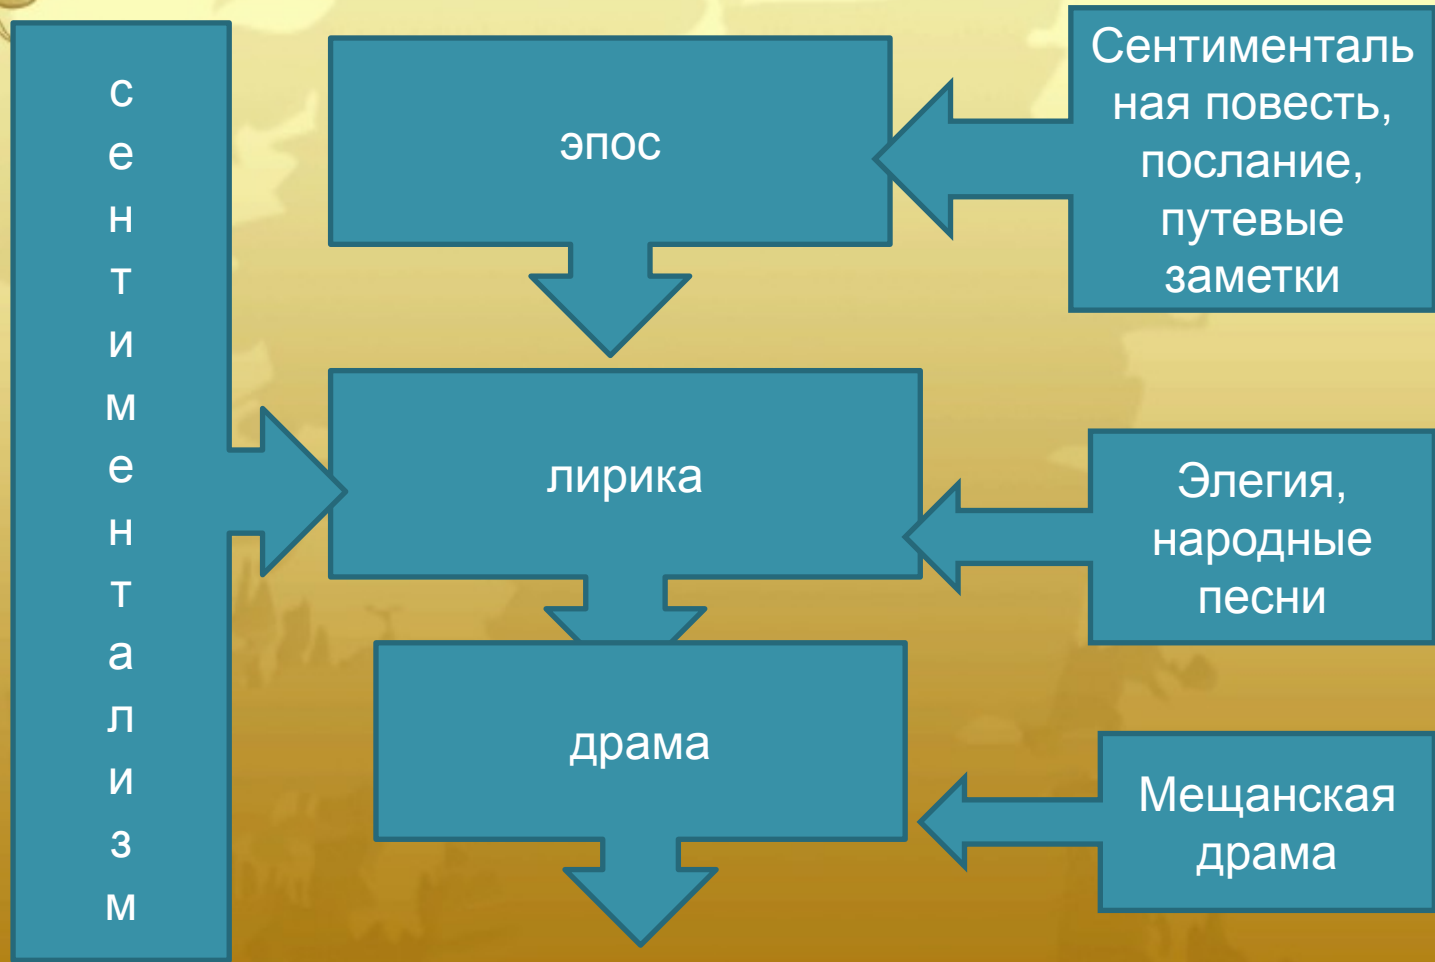 с
е
н
т
и
м
е
н
т
а
л
и
з
м
эпос
Сентименталь
ная повесть,
послание,
путевые
заметки
лирика
Элегия,
народные
песни
драма
Мещанская
драма